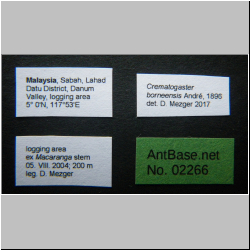 Malaysia, Sabah, Lahad
Datu District, Danum
Valley, logging area
5° 0'N, 117°53'E
Crematogaster
borneensis André, 1896
det. D. Mezger 2017
logging area
ex Macaranga stem
05. VIII. 2004; 200 m
leg. D. Mezger
AntBase.net
No. 02266